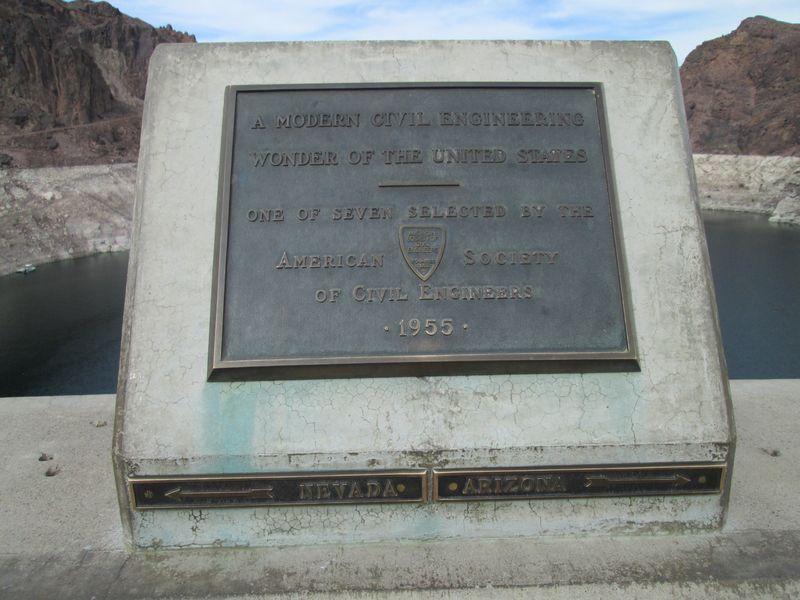 A MODERN CIVIL ENGINEERING
WONDER OF THE UNITED STATES
ONE OF SEVEN SELECTED BY THE
AMERICAN SOCIETY
OF CIVIL ENGINEERS
· 1955 ·
NEVADA · · ARIZONA